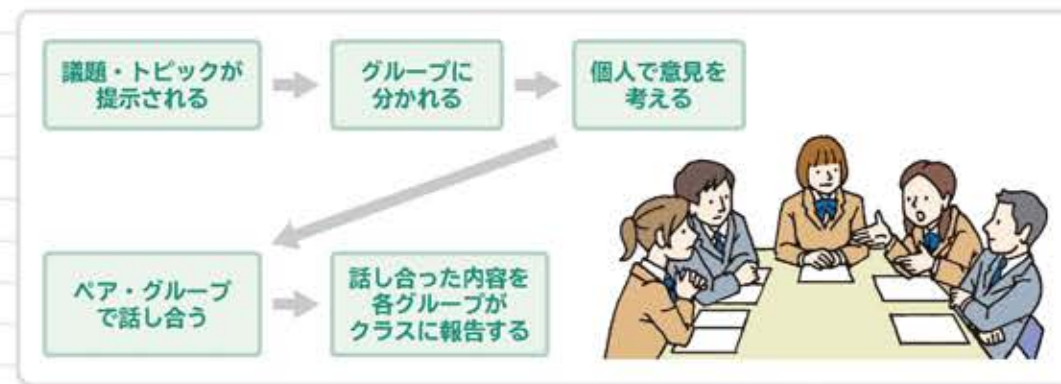 議題・トピックが
提示される
グループに
分かれる
個人で意見を
考える
ペア・グループ
で話し合う
話し合った内容を
各グループが
クラスに報告する